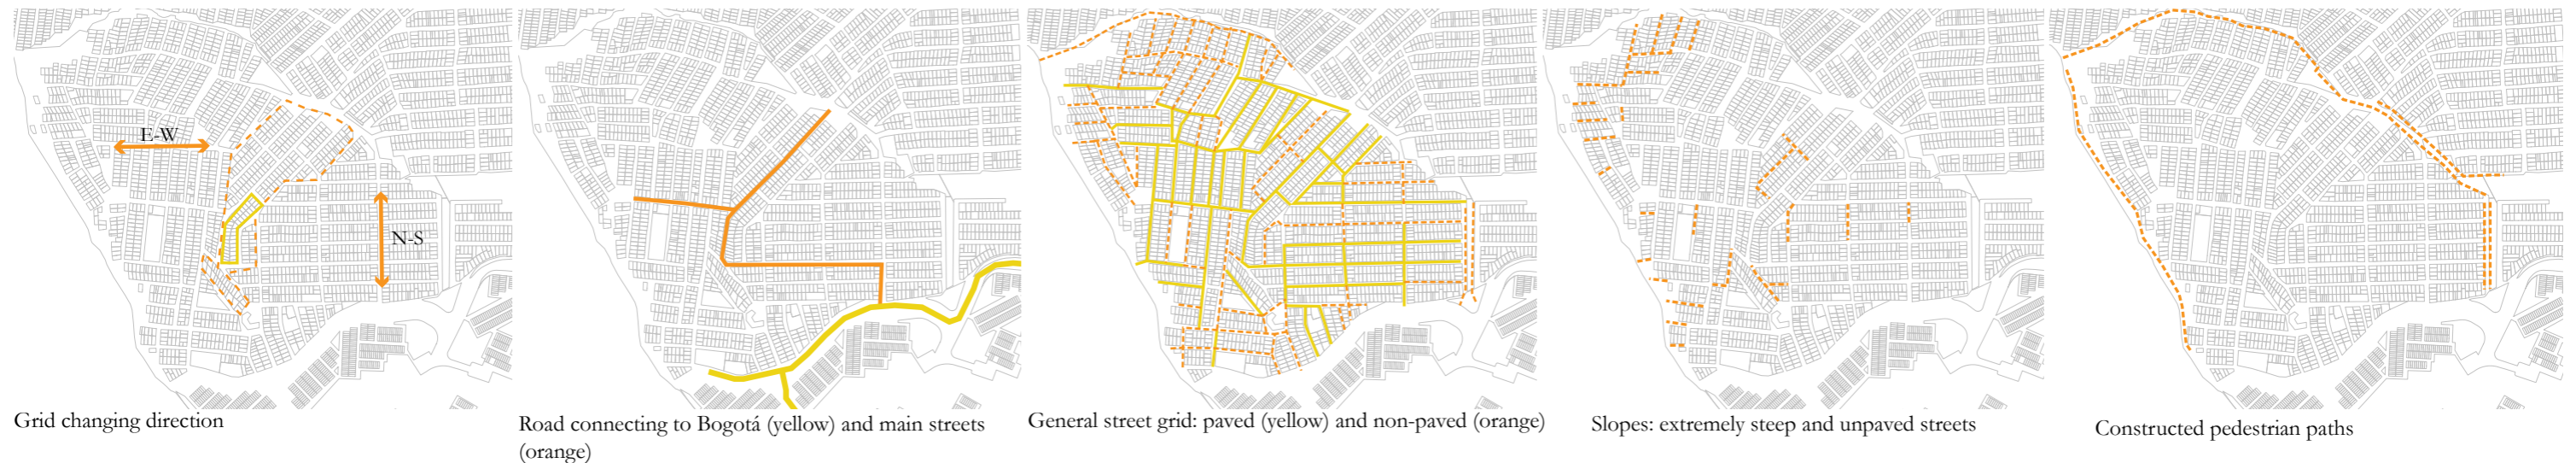 E-W
N-S
Grid changing direction
Road connecting to Bogotá (yellow) and main streets
(orange)
General street grid: paved (yellow) and non-paved (orange)
Slopes: extremely steep and unpaved streets
Constructed pedestrian paths